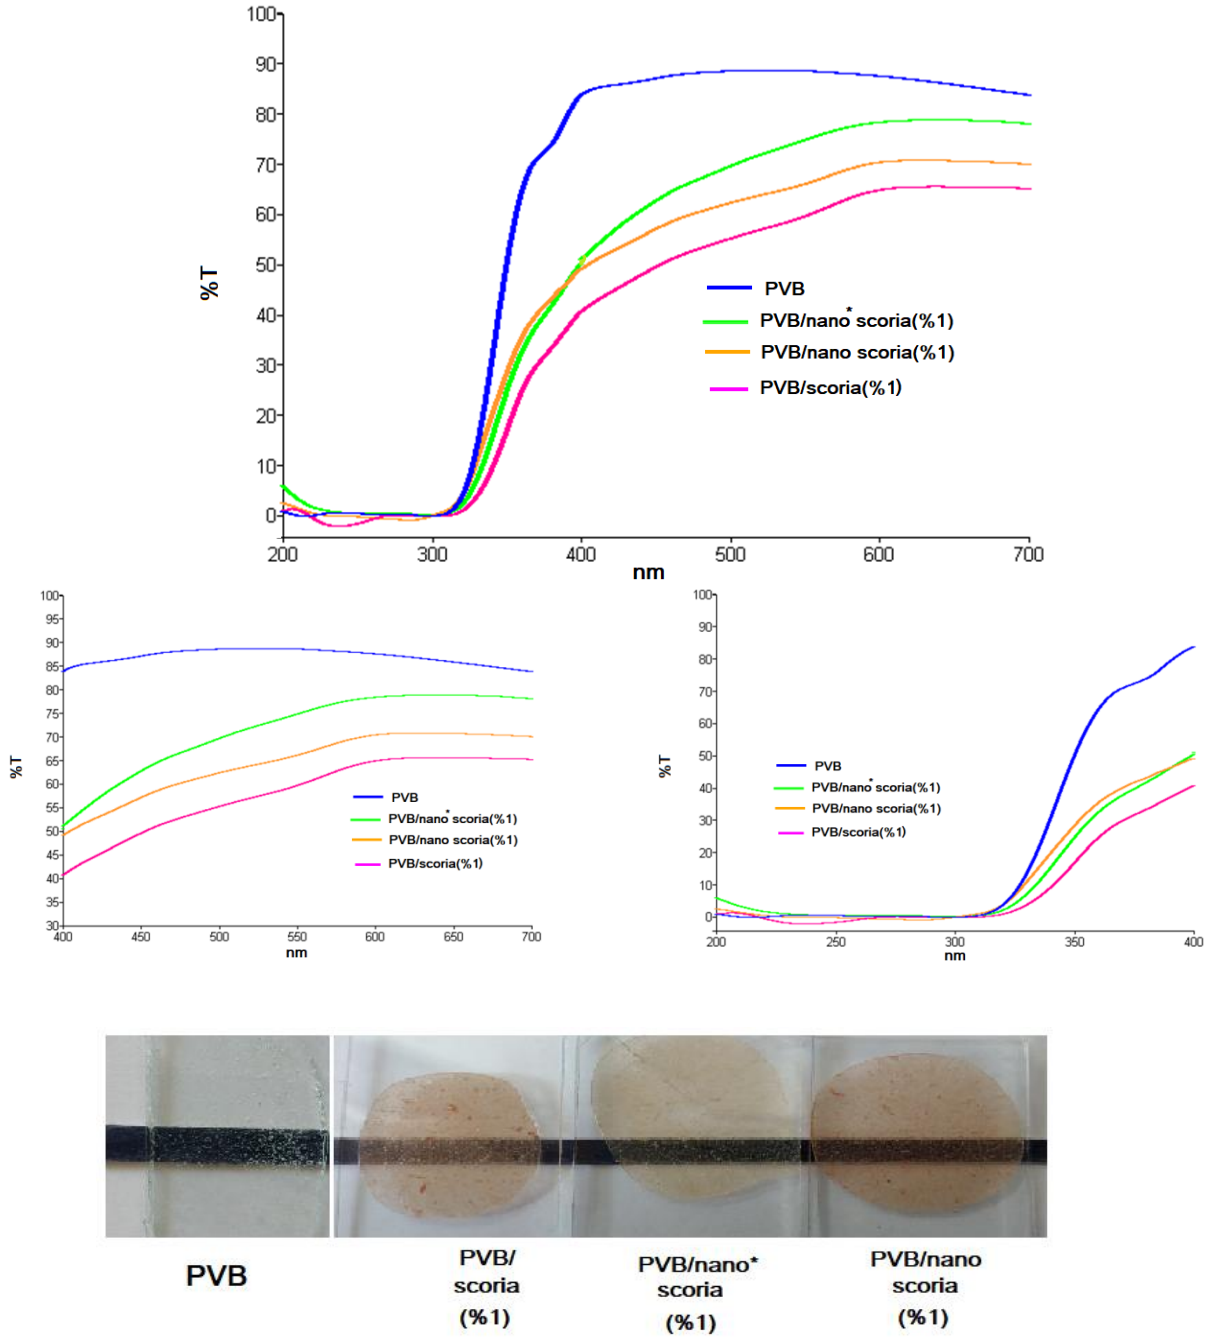 100
90
80
70
60
50
40
30
20
10
0
%T
200
300
400
500
600
700
nm
PVB
PVB/nano* scoria(%1)
PVB/nano scoria(%1)
PVB/scoria(%1)
100
95
90
85
80
75
70
65
60
55
50
45
40
35
30
%T
400
450
500
550
600
650
700
nm
PVB
PVB/nano* scoria(%1)
PVB/nano scoria(%1)
PVB/scoria(%1)
100
90
80
70
60
50
40
30
20
10
0
%T
200
250
300
350
400
nm
PVB
PVB/nano* scoria(%1)
PVB/nano scoria(%1)
PVB/scoria(%1)
PVB
PVB/
scoria
(%1)
PVB/nano*
scoria
(%1)
PVB/nano
scoria
(%1)